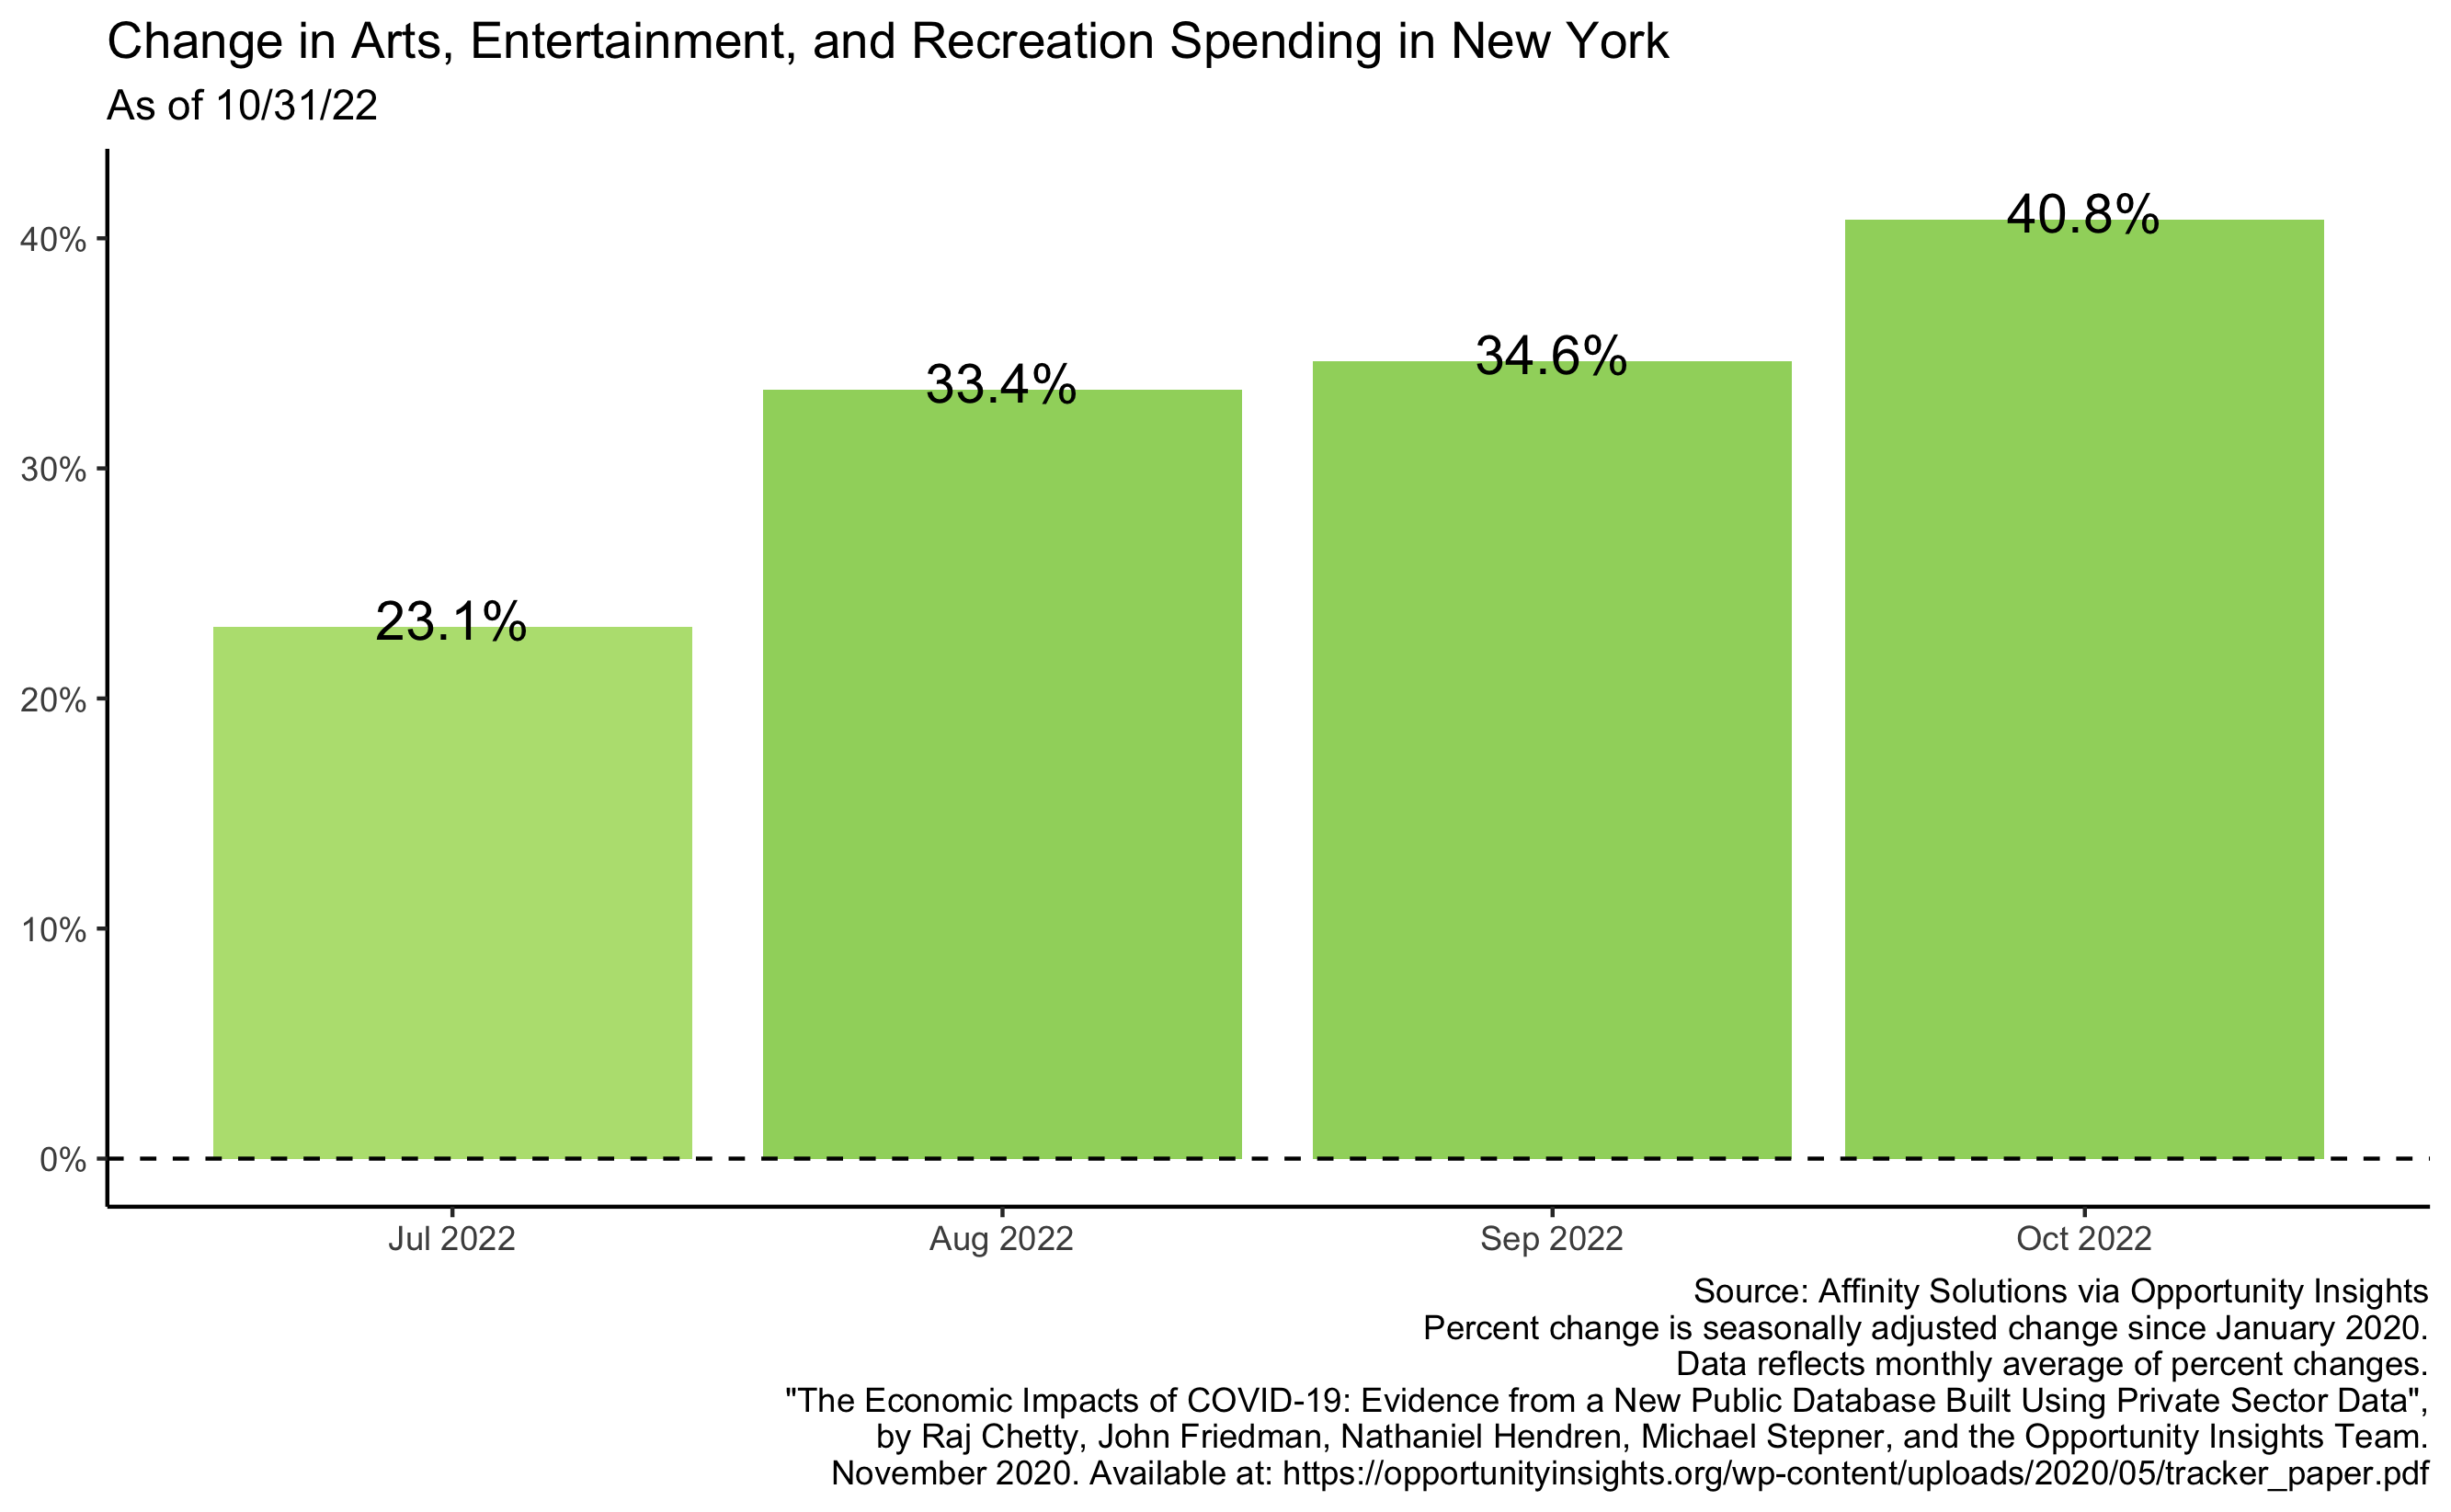 Change in Arts, Entertainment, and Recreation Spending in New York
As of 10/31/22
40%
30%
20%
10%
0%
23.1%
33.4%
34.6%
40.8%
Jul 2022
Aug 2022
Sep 2022
Oct 2022
Source: Affinity Solutions via Opportunity Insights
Percent change is seasonally adjusted change since January 2020.
Data reflects monthly average of percent changes.
"The Economic Impacts of COVID-19: Evidence from a New Public Database Built Using Private Sector Data",
by Raj Chetty, John Friedman, Nathaniel Hendren, Michael Stepner, and the Opportunity Insights Team.
November 2020. Available at: https://opportunityinsights.org/wp-content/uploads/2020/05/tracker_paper.pdf